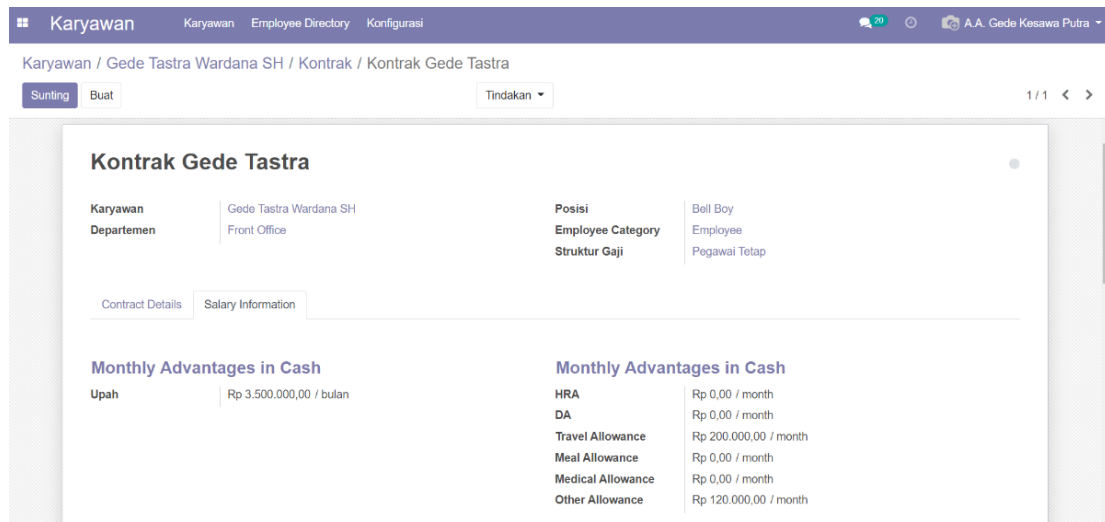 Karyawan Karyawan Employee Directory Konfigurasi 20 A.A. Gede Kesawa Putra
Karyawan / Gede Tastra Wardana SH / Kontrak / Kontrak Gede Tastra
Sunting Buat Tindakan 1 / 1
Kontrak Gede Tastra
Karyawan Gede Tastra Wardana SH Posisi Bell Boy
Departemen Front Office Employee Category Employee
Struktur Gaji Pegawai Tetap
Contract Details Salary Information
Monthly Advantages in Cash Monthly Advantages in Cash
Upah Rp 3.500.000,00 / bulan HRA Rp 0,00 / month
DA Rp 0,00 / month
Travel Allowance Rp 200.000,00 / month
Meal Allowance Rp 0,00 / month
Medical Allowance Rp 0,00 / month
Other Allowance Rp 120.000,00 / month